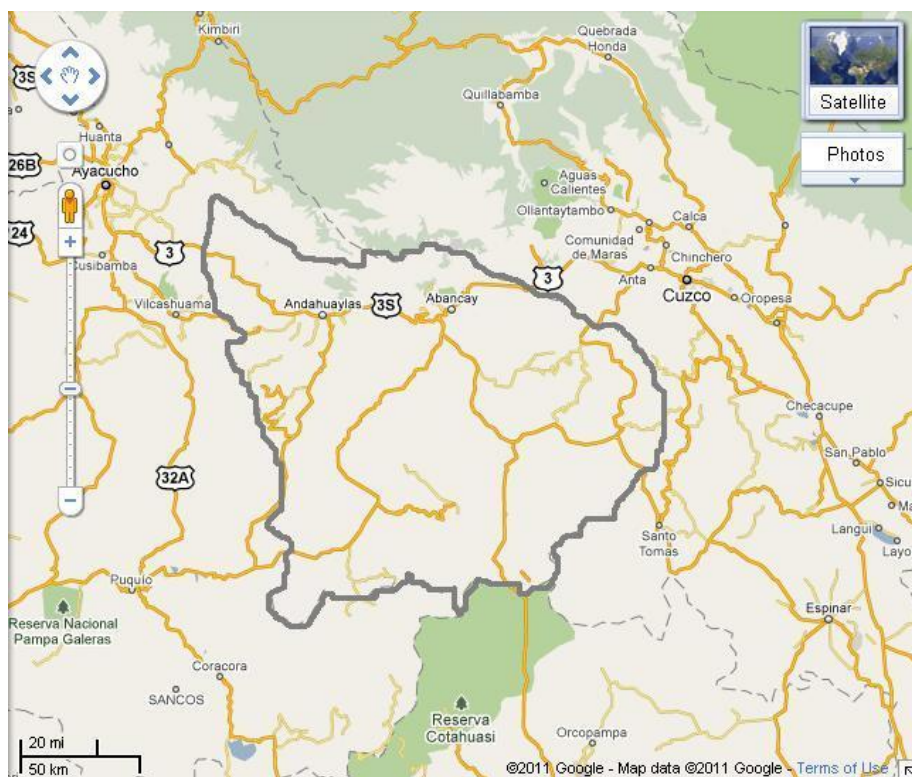 Kimbiri
Quebrada
Honda
3S
Quillabamba
Satellite
Huanta
26B
Ayacucho
Photos
Aguas
Calientes
Ollantaytambo
Calca
24
3
Comunidad
de Maras
Chinchero
Cusibamba
3
Anta
Cuzco
Oropesa
Vilcashuama
Andahuaylas
3S
Abancay
Checacupe
San Pablo
32A
Sicu
Ma
Santo
Tomas
Langui
Layo
Puquio
Espinar
Reserva Nacional
Pampa Galeras
Coracora
SANCOS
Reserva
Cotahuasi
Orcopampa
20 mi
50 km
©2011 Google - Map data ©2011 Google - Terms of Use